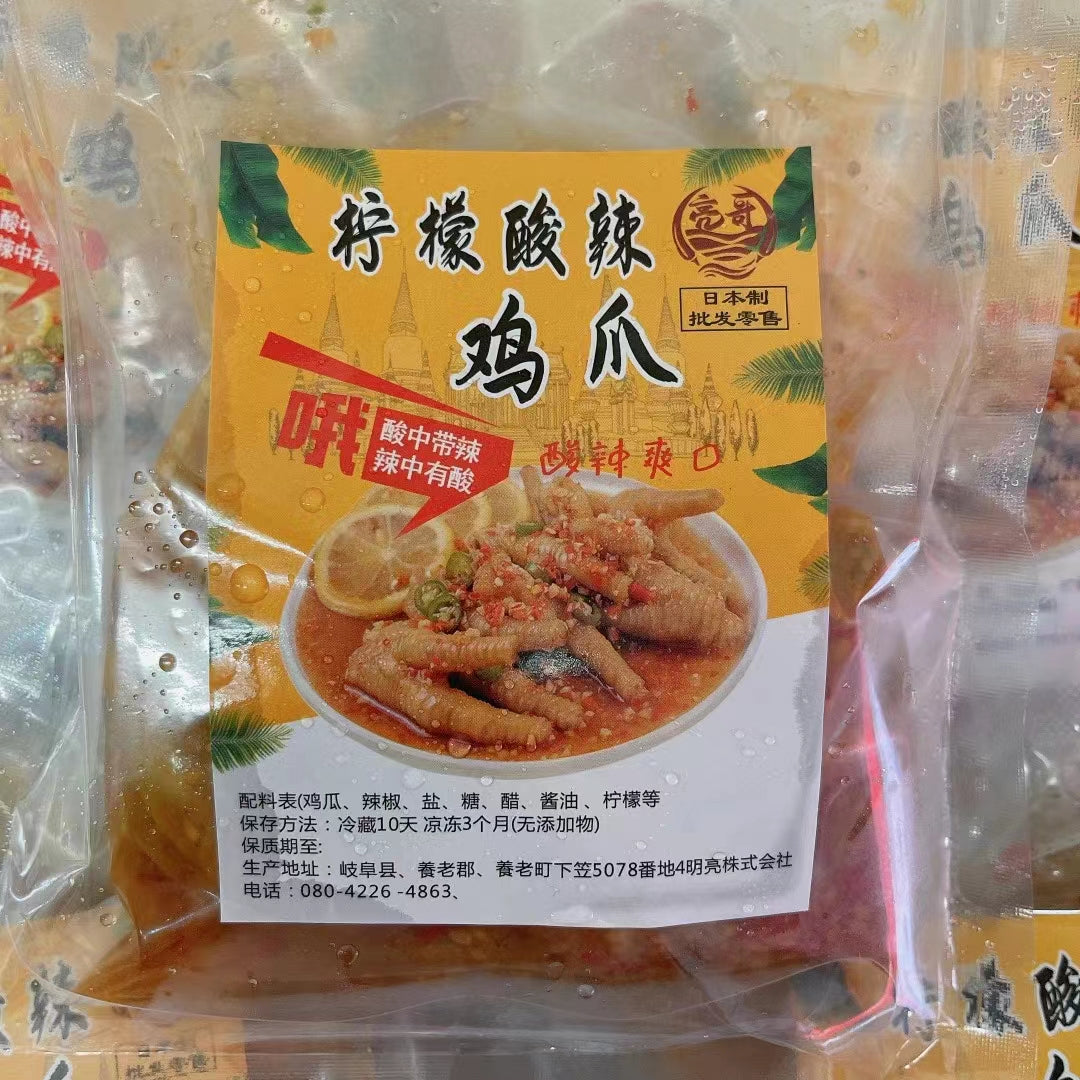 柠檬酸辣
鸡爪
亮哥
日本制
批发零售
哦
酸中带辣
辣中有酸
酸辣爽口
配料表(鸡瓜、辣椒、盐、糖、醋、酱油 、柠檬等
保存方法：冷藏10天 凉冻3个月(无添加物)
保质期至:
生产地址：岐阜县、養老郡、養老町下笠5078番地4明亮株式会社
电话：080-4226 -4863、